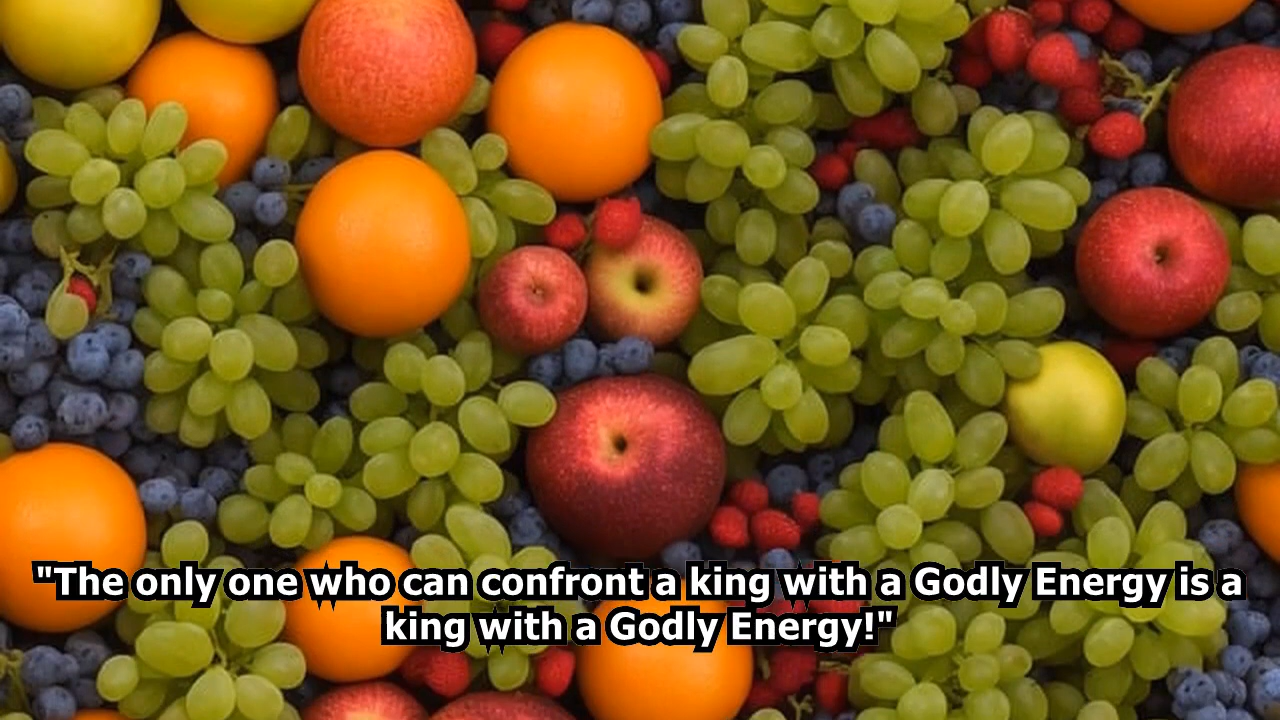 "The only one who can confront a king with a Godly Energy is a
king with a Godly Energy!"